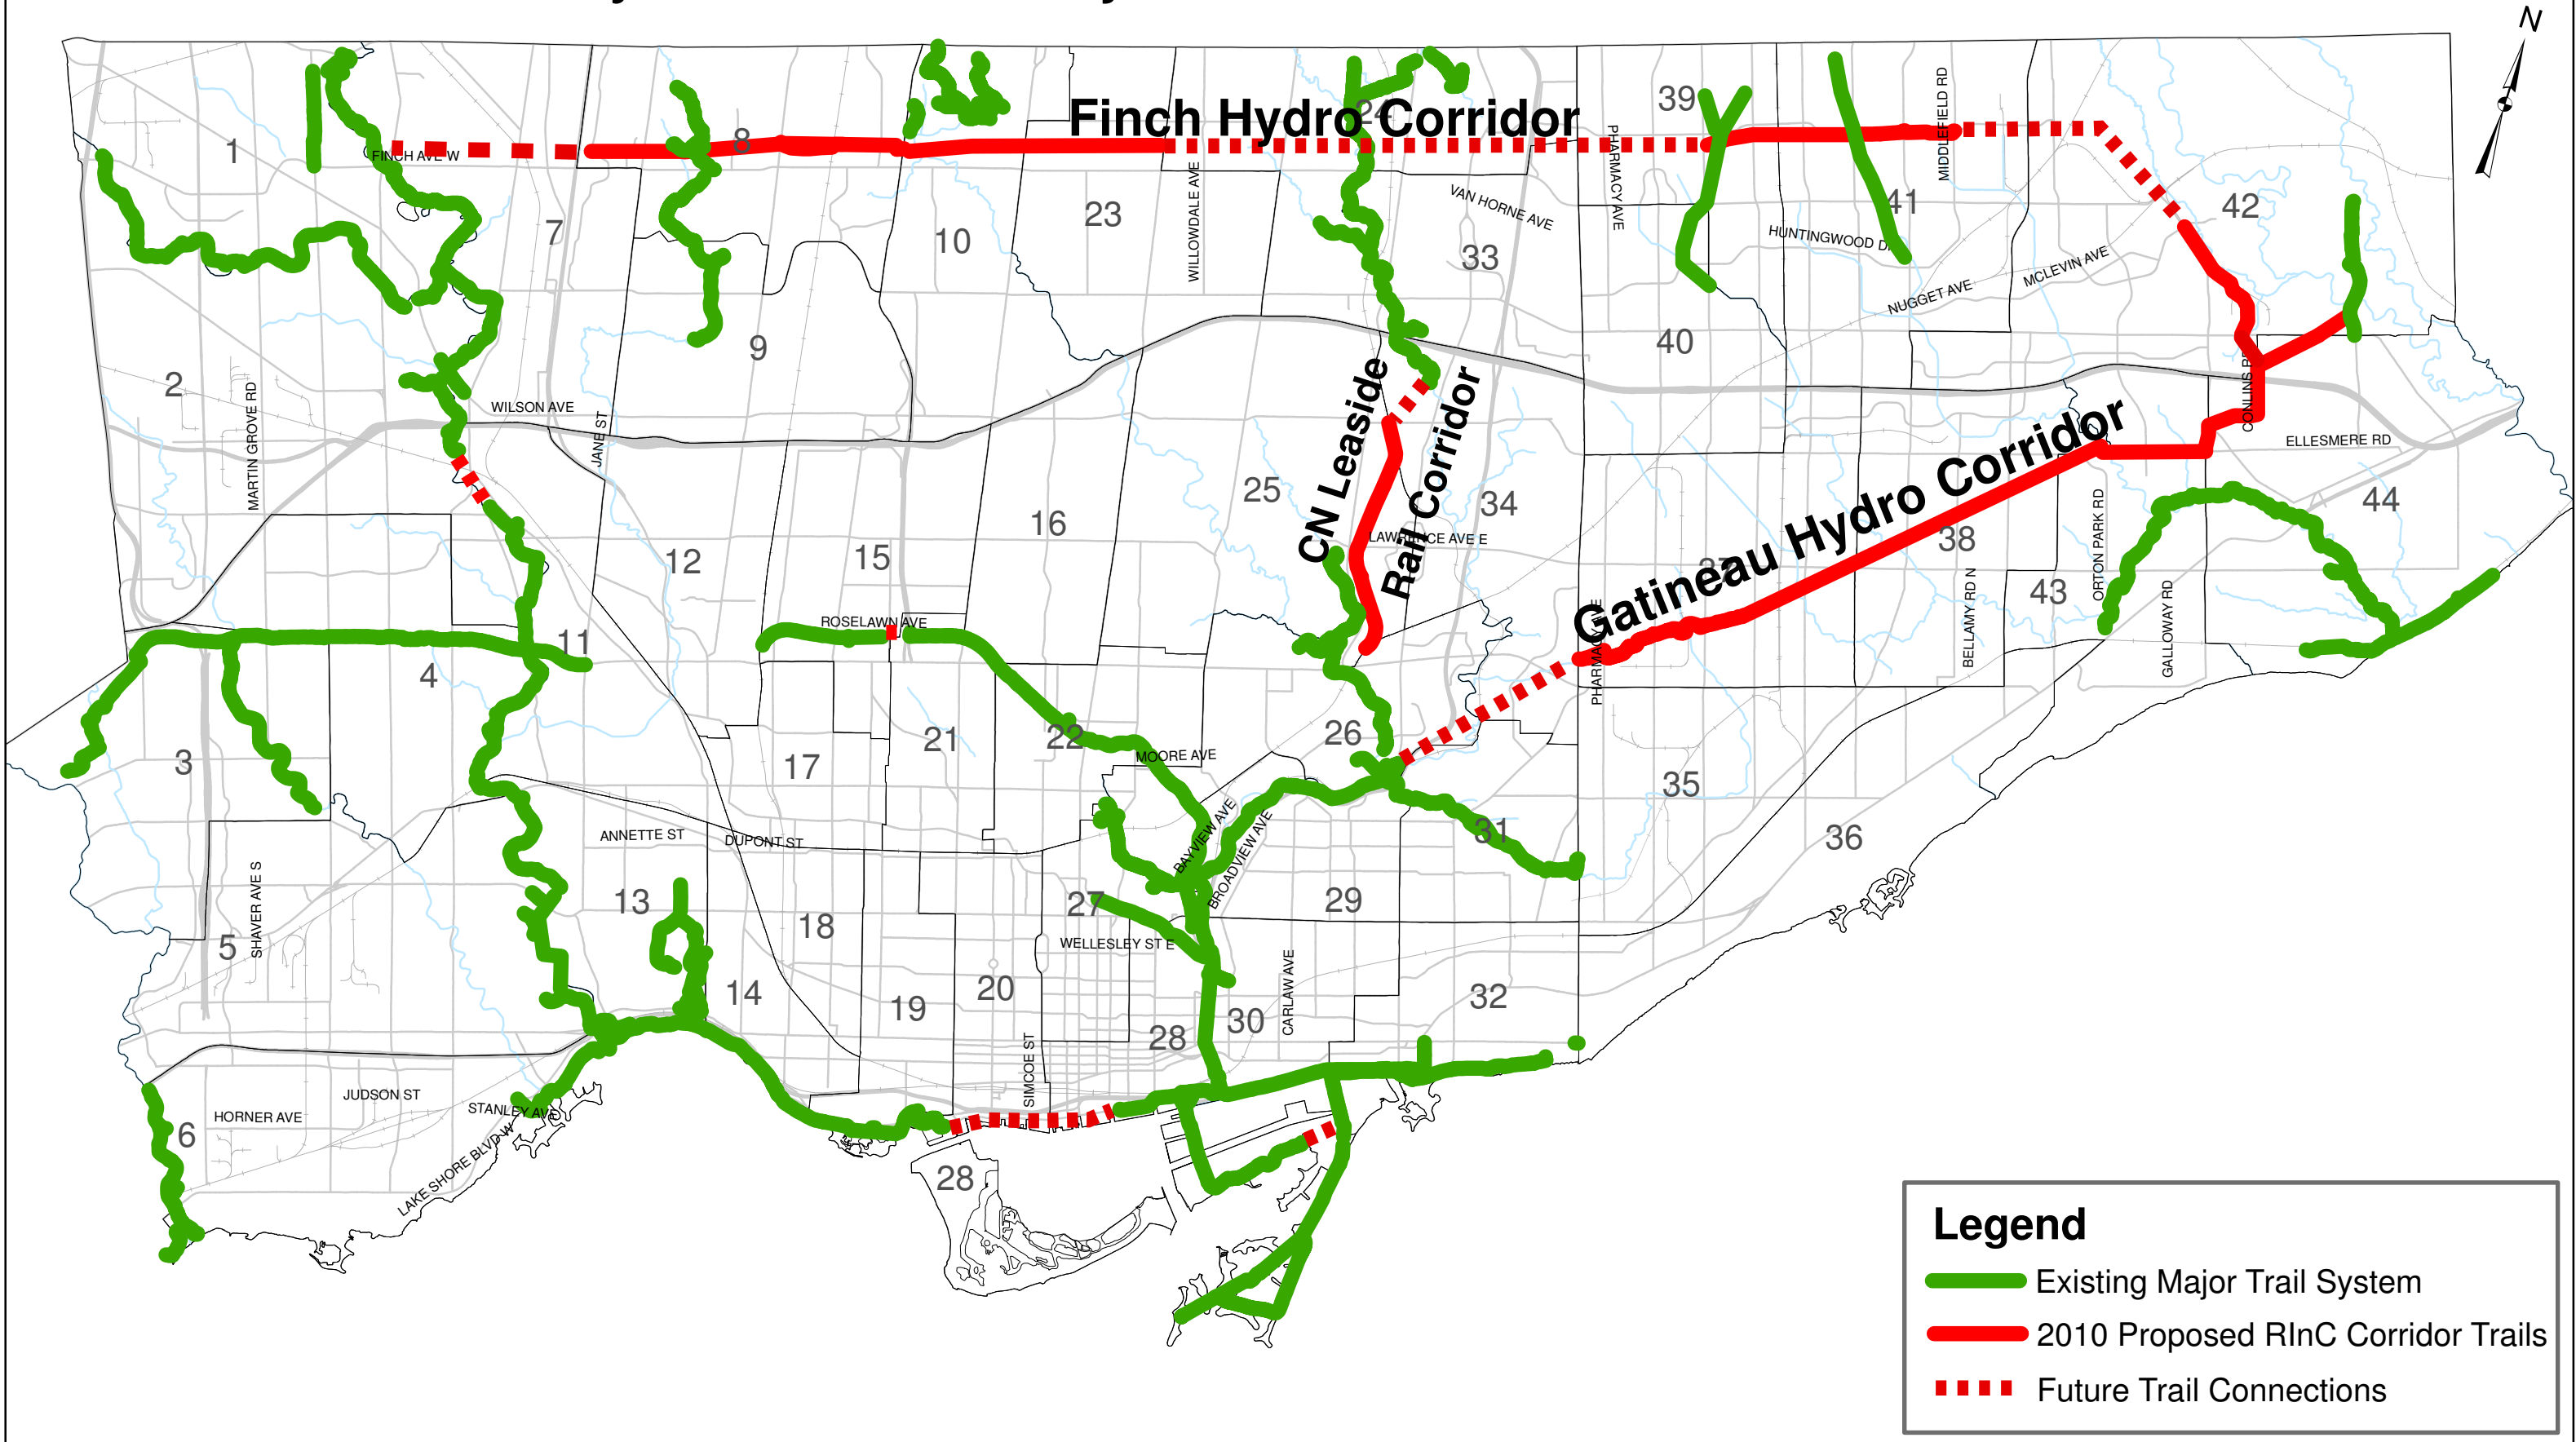 N
39
24
Finch Hydro Corridor
8
1
FINCH AVE W
MIDDLEFIELD RD
PHARMACY AVE
WILLOWDALE AVE
VAN HORNE AVE
41
42
7
10
23
33
HUNTINGWOOD D
MCLEVIN AVE
NUGGET AVE
9
40
2
MARTIN GROVE RD
WILSON AVE
JANE ST
CN Leaside
Rail Corridor
CONLINS R
ELLESMERE RD
Gatineau Hydro Corridor
25
34
44
16
LAWRENCE AVE E
38
ORTON PARK RD
12
15
43
BELLAMY RD N
GALLOWAY RD
ROSELAWN AVE
11
4
PHARMACY AVE
3
17
21
22
26
MOORE AVE
35
31
36
ANNETTE ST
DUPONT ST
BAYVIEW AVE
BROADVIEW AVE
13
27
29
SHAVER AVE S
5
18
WELLESLEY ST E
14
19
20
CARLAW AVE
32
28
30
SIMCOE ST
JUDSON ST
HORNER AVE
STANLEY AVE
6
LAKE SHORE BLVD W
28
Legend
Existing Major Trail System
2010 Proposed RInC Corridor Trails
Future Trail Connections